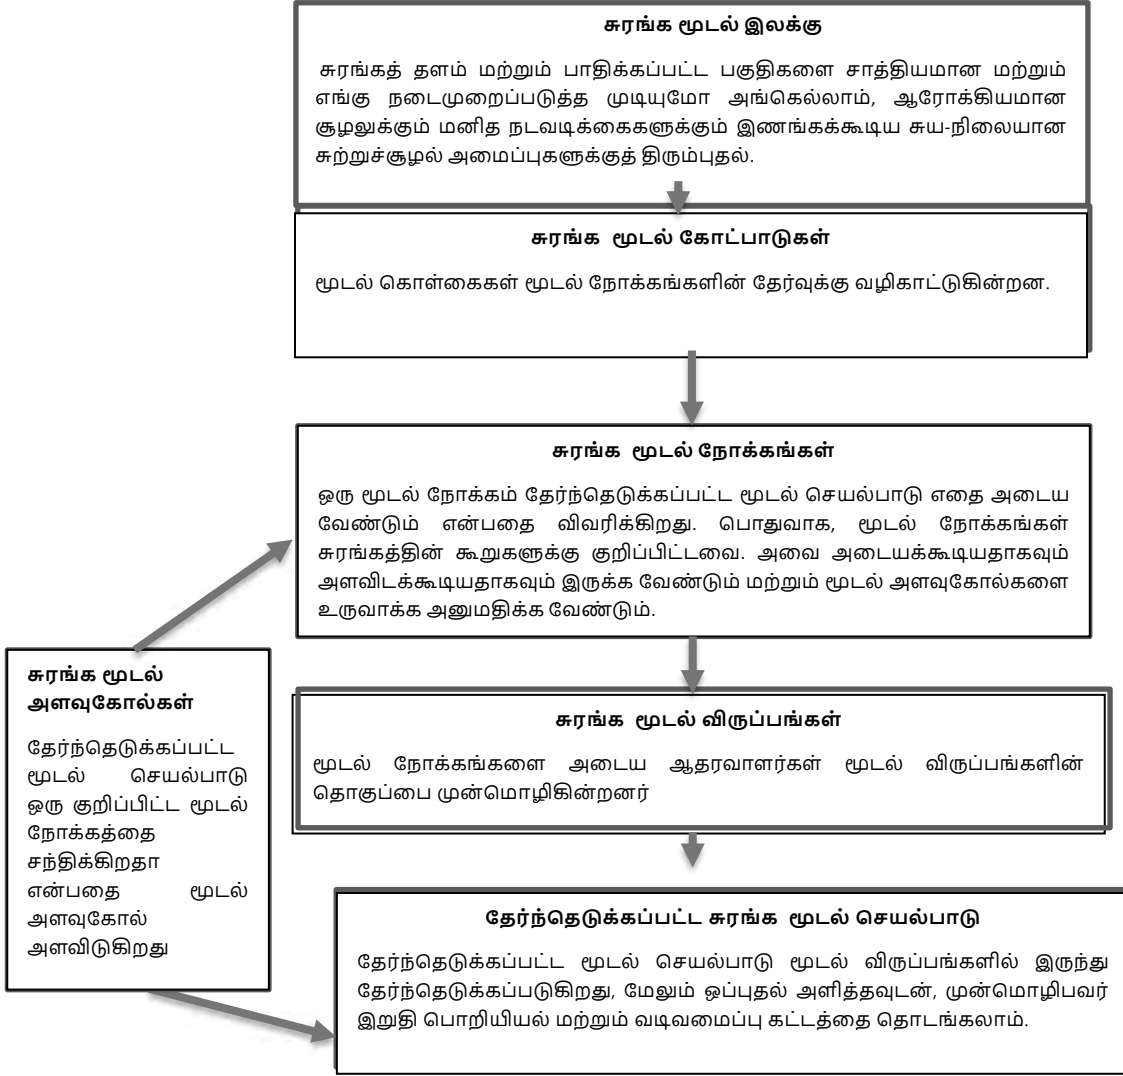 சுரங்க மூடல் இலக்கு
சுரங்கத் தளம் மற்றும் பாதிக்கப்பட்ட பகுதிகளை சாத்தியமான மற்றும்
எங்கு நடைமுறைப்படுத்த முடியுமோ அங்கெல்லாம், ஆரோக்கியமான
சூழலுக்கும் மனித நடவடிக்கைகளுக்கும் இணங்கக்கூடிய சுய-நிலையான
சுற்றுச்சூழல் அமைப்புகளுக்குத் திரும்புதல்.
சுரங்க மூடல் கோட்பாடுகள்
மூடல் கொள்கைகள் மூடல் நோக்கங்களின் தேர்வுக்கு வழிகாட்டுகின்றன.
சுரங்க மூடல் நோக்கங்கள்
ஒரு மூடல் நோக்கம் தேர்ந்தெடுக்கப்பட்ட மூடல் செயல்பாடு எதை அடைய
வேண்டும் என்பதை விவரிக்கிறது. பொதுவாக, மூடல் நோக்கங்கள்
சுரங்கத்தின் கூறுகளுக்கு குறிப்பிட்டவை. அவை அடையக்கூடியதாகவும்
அளவிடக்கூடியதாகவும் இருக்க வேண்டும் மற்றும் மூடல் அளவுகோல்களை
உருவாக்க அனுமதிக்க வேண்டும்.
சுரங்க மூடல்
அளவுகோல்கள்
தேர்ந்தெடுக்கப்பட்ட
மூடல் செயல்பாடு
ஒரு குறிப்பிட்ட மூடல்
நோக்கத்தை
சந்திக்கிறதா
என்பதை மூடல்
அளவுகோல்
அளவிடுகிறது
சுரங்க மூடல் விருப்பங்கள்
மூடல் நோக்கங்களை அடைய ஆதரவாளர்கள் மூடல் விருப்பங்களின்
தொகுப்பை முன்மொழிகின்றனர்
தேர்ந்தெடுக்கப்பட்ட சுரங்க மூடல் செயல்பாடு
தேர்ந்தெடுக்கப்பட்ட மூடல் செயல்பாடு மூடல் விருப்பங்களில் இருந்து
தேர்ந்தெடுக்கப்படுகிறது, மேலும் ஒப்புதல் அளித்தவுடன், முன்மொழிபவர்
இறுதி பொறியியல் மற்றும் வடிவமைப்பு கட்டத்தை தொடங்கலாம்.